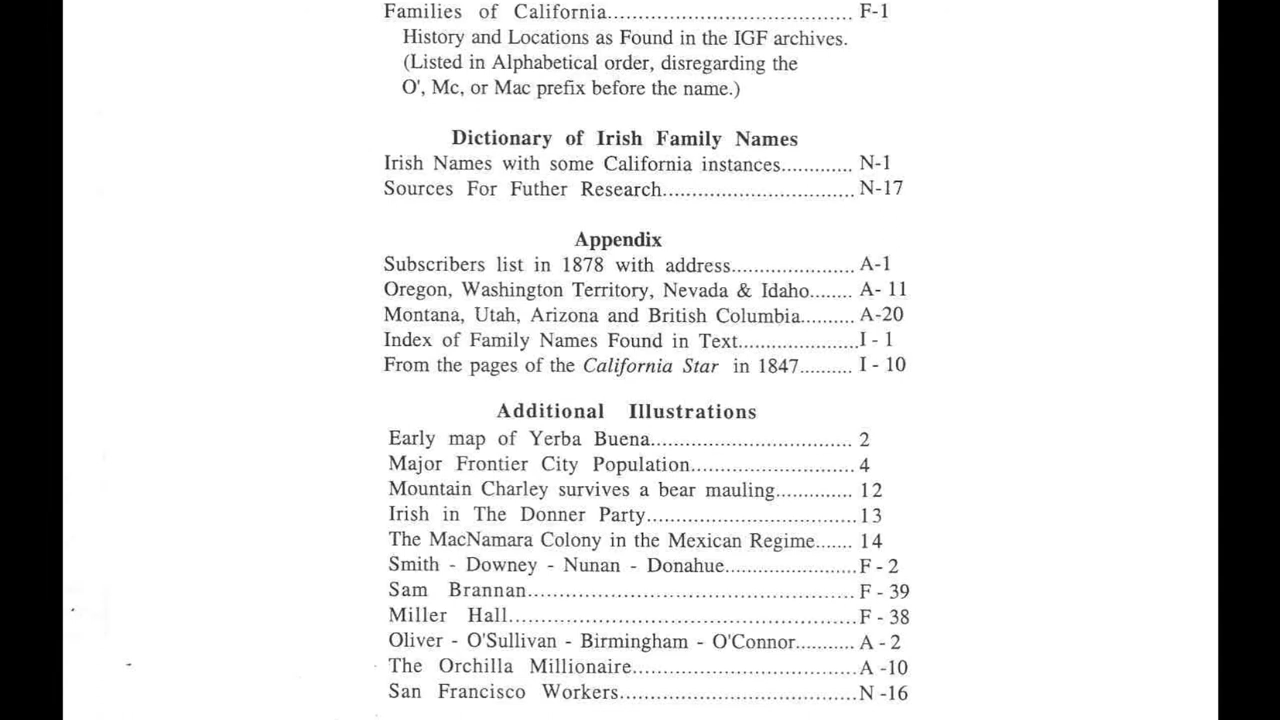 Families of California..................................... F-1
History and Locations as Found in the IGF archives.
(Listed in Alphabetical order, disregarding the
O', Mc, or Mac prefix before the name.)
Dictionary of Irish Family Names
Irish Names with some California instances............ N-1
Sources For Futher Research................................ N-17
Appendix
Subscribers list in 1878 with address..................... A-1
Oregon, Washington Territory, Nevada & Idaho....... A- 11
Montana, Utah, Arizona and British Columbia......... A-20
Index of Family Names Found in Text....................I - 1
From the pages of the California Star in 1847......... I - 10
Additional Illustrations
Early map of Yerba Buena.................................. 2
Major Frontier City Population........................... 4
Mountain Charley survives a bear mauling............. 12
Irish in The Donner Party...................................13
The MacNamara Colony in the Mexican Regime...... 14
Smith - Downey - Nunan - Donahue......................F - 2
Sam Brannan...................................................... F - 39
Miller Hall.........................................................F - 38
Oliver - O'Sullivan - Birmingham - O'Connor.......... A - 2
The Orchilla Millionaire.....................................A -10
San Francisco Workers.......................................N -16